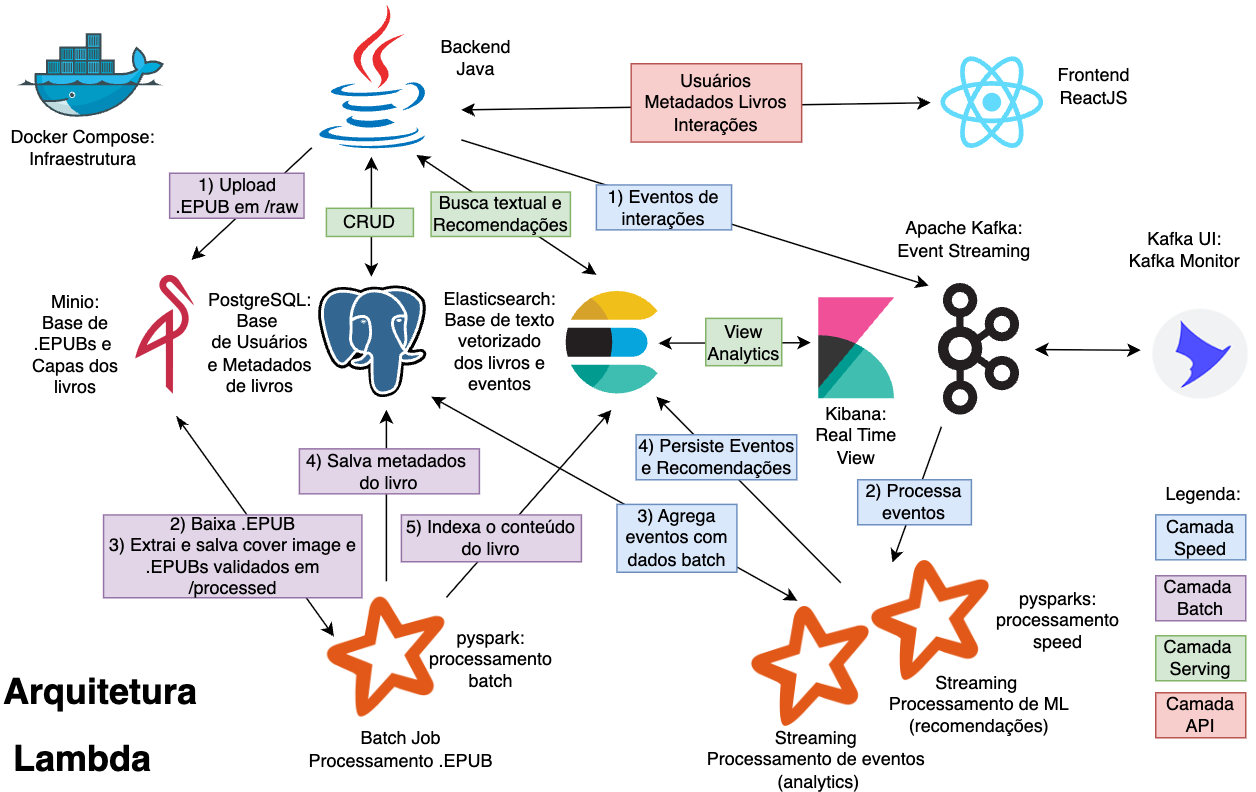 Backend
Java
Usuários
Metadados Livros
Interações
Frontend
ReactJS
Docker Compose:
Infraestrutura
1) Upload
.EPUB em /raw
CRUD
Busca textual e
Recomendações
1) Eventos de
interações
Apache Kafka:
Event Streaming
Kafka UI:
Kafka Monitor
Minio:
Base de
.EPUBs e
Capas dos
livros
PostgreSQL:
Base
de Usuários
e Metadados
de livros
Elasticsearch:
Base de texto
vetorizado
dos livros e
eventos
View
Analytics
Kibana:
Real Time
View
4) Salva metadados
do livro
4) Persiste Eventos
e Recomendações
2) Processa
eventos
Legenda:
Camada
Speed
Camada
Batch
Camada
Serving
Camada
API
2) Baixa .EPUB
3) Extrai e salva cover image e
.EPUBs validados em
/processed
5) Indexa o conteúdo
do livro
3) Agrega
eventos com
dados batch
pyspark:
processamento
batch
pysparks:
processamento
speed
Streaming
Processamento de ML
(recomendações)
Batch Job
Processamento .EPUB
Streaming
Processamento de eventos
(analytics)
Arquitetura
Lambda